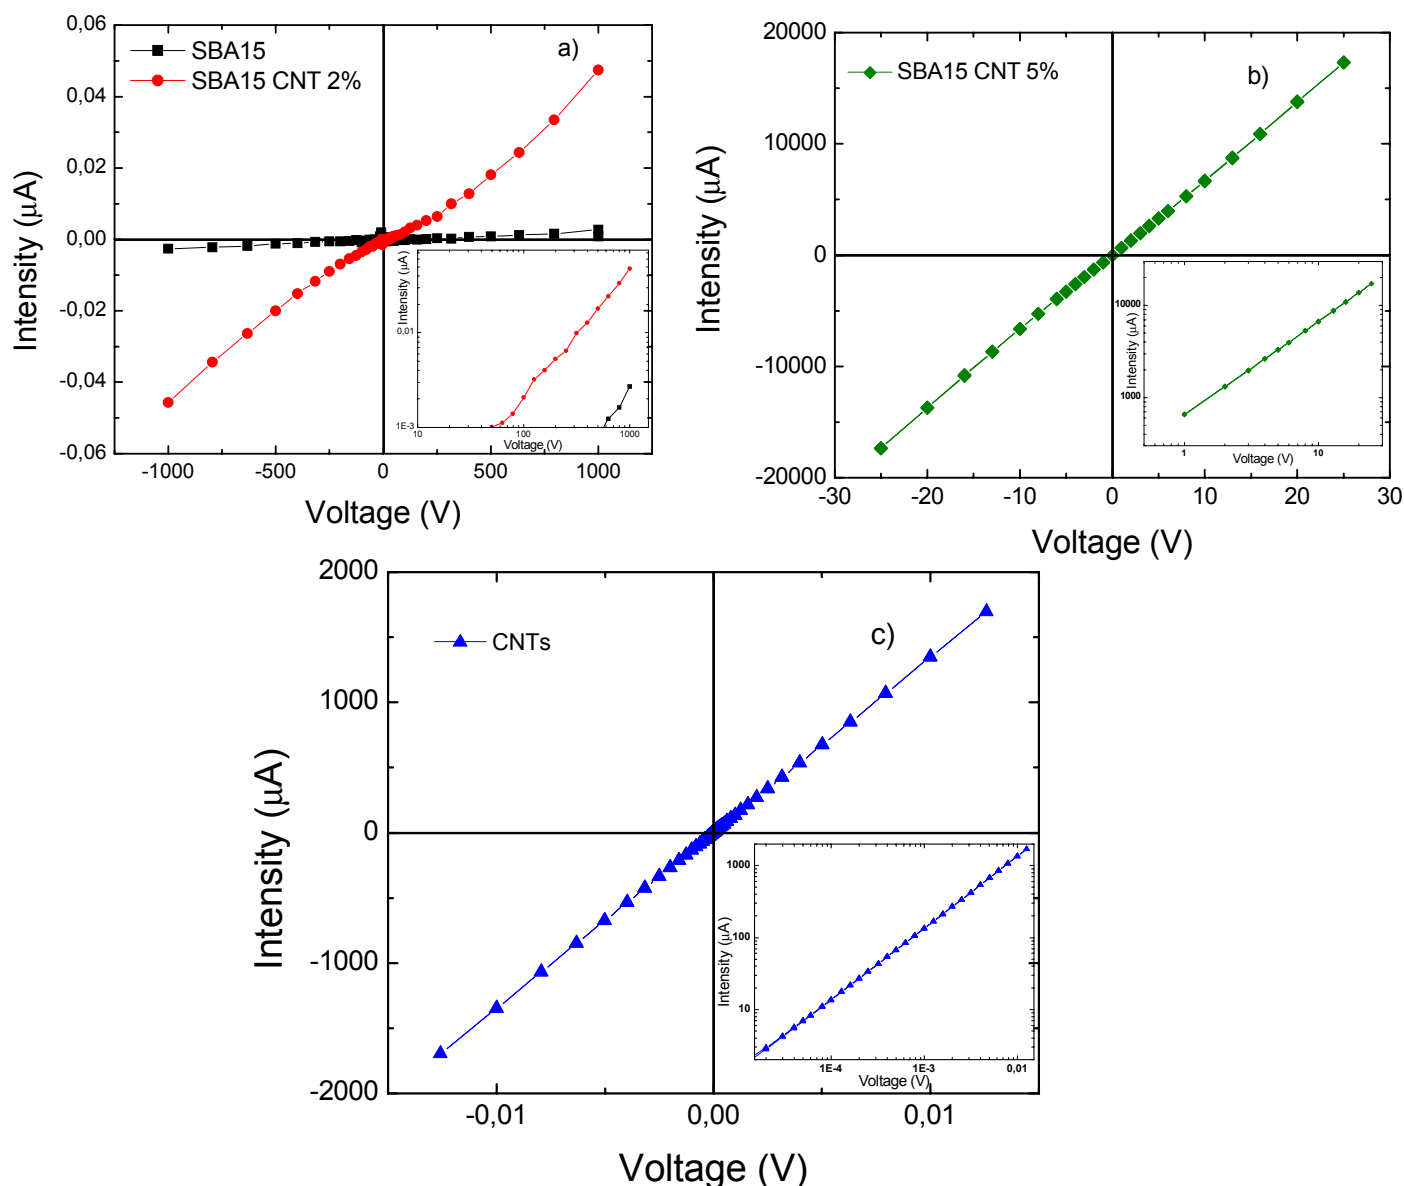 SBA15
SBA15 CNT 2%
a)
0,06
0,04
0,02
0,00
-0,02
-0,04
-0,06
-1000
-500
0
500
1000
Intensity (μA)
Voltage (V)
Intensity (μA)
0,01
1E-3
10
100
1000
Voltage (V)
SBA15 CNT 5%
b)
20000
10000
0
-10000
-20000
-30
-20
-10
0
10
20
30
Intensity (μA)
Voltage (V)
Intensity (μA)
10000
1000
1
10
Voltage (V)
CNTs
c)
2000
1000
0
-1000
-2000
-0,01
0,00
0,01
Intensity (μA)
Voltage (V)
Intensity (μA)
1000
100
10
1E-4
1E-3
0,01
Voltage (V)